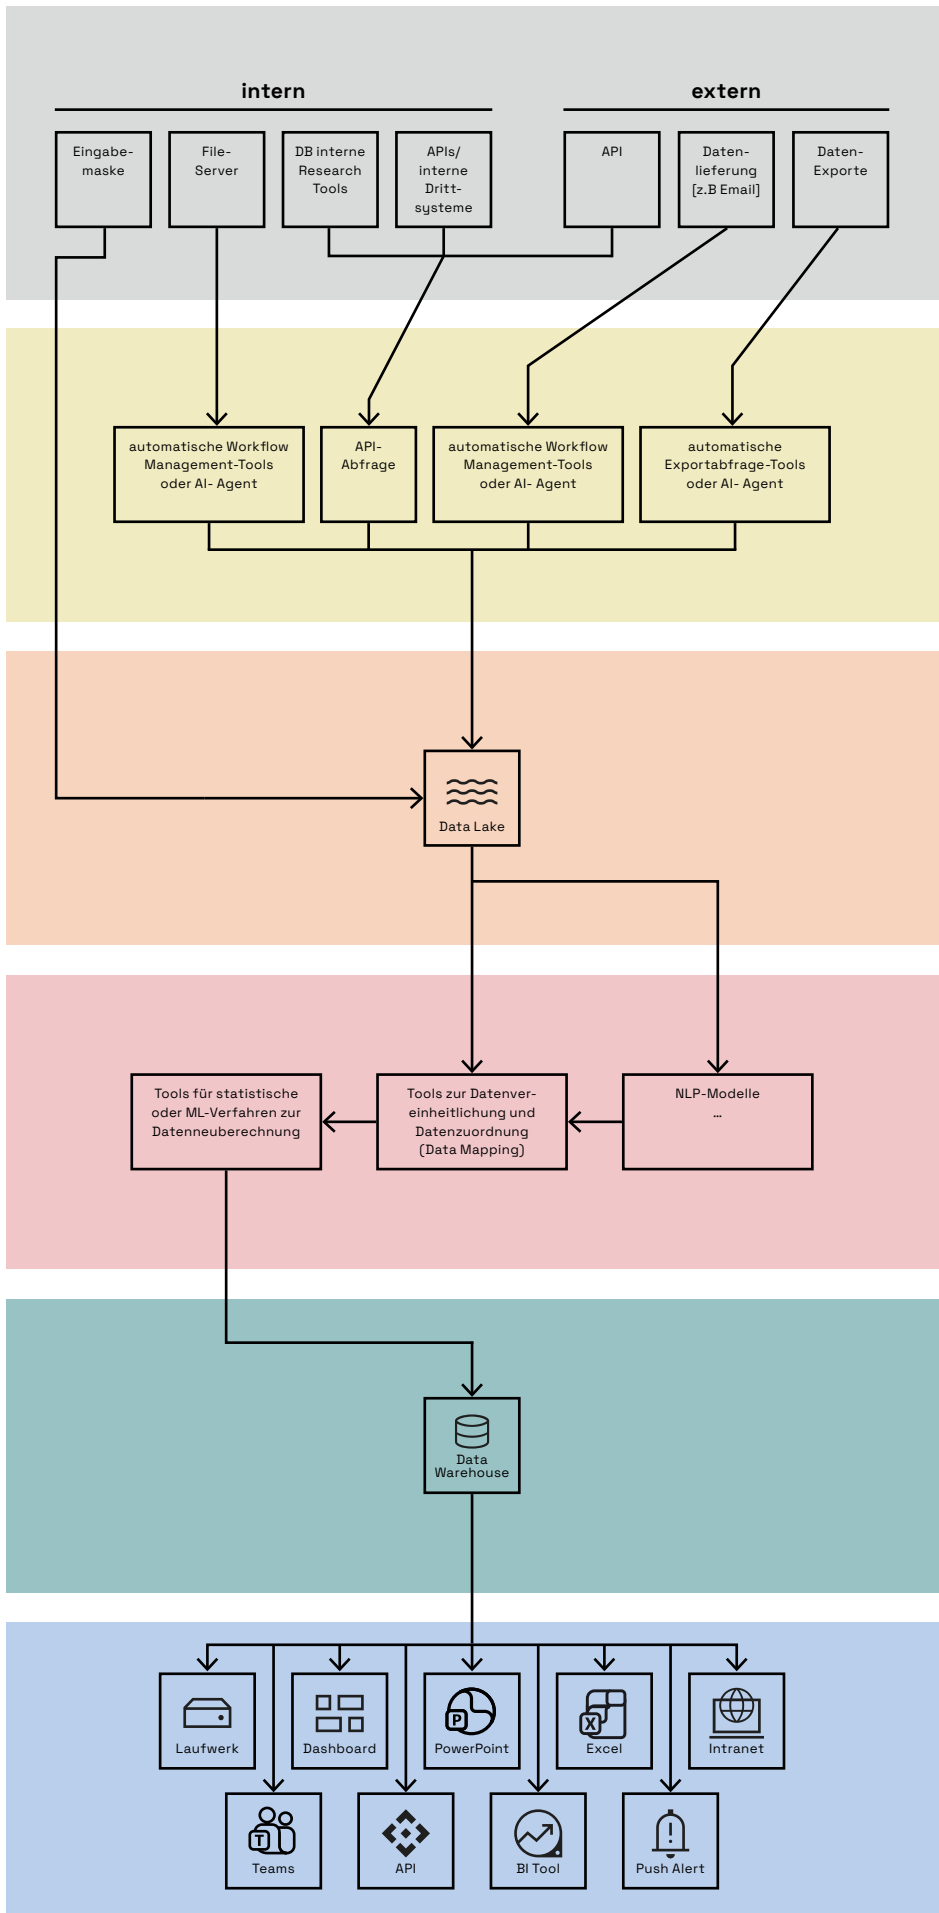 intern
extern
Eingabe-
maske
File-
Server
DB interne
Research
Tools
APIs/
interne
Dritt-
systeme
API
Daten-
lieferung
[z.B Email]
Daten-
Exporte
automatische Workflow
Management-Tools
oder AI- Agent
API-
Abfrage
automatische Workflow
Management-Tools
oder AI- Agent
automatische
Exportabfrage-Tools
oder AI- Agent
Data Lake
Tools für statistische
oder ML-Verfahren zur
Datenneuberechnung
Tools zur Datenver-
einheitlichung und
Datenzuordnung
(Data Mapping)
NLP-Modelle
...
Data
Warehouse
Laufwerk
Dashboard
P
PowerPoint
X
Excel
Intranet
T
Teams
API
BI Tool
Push Alert